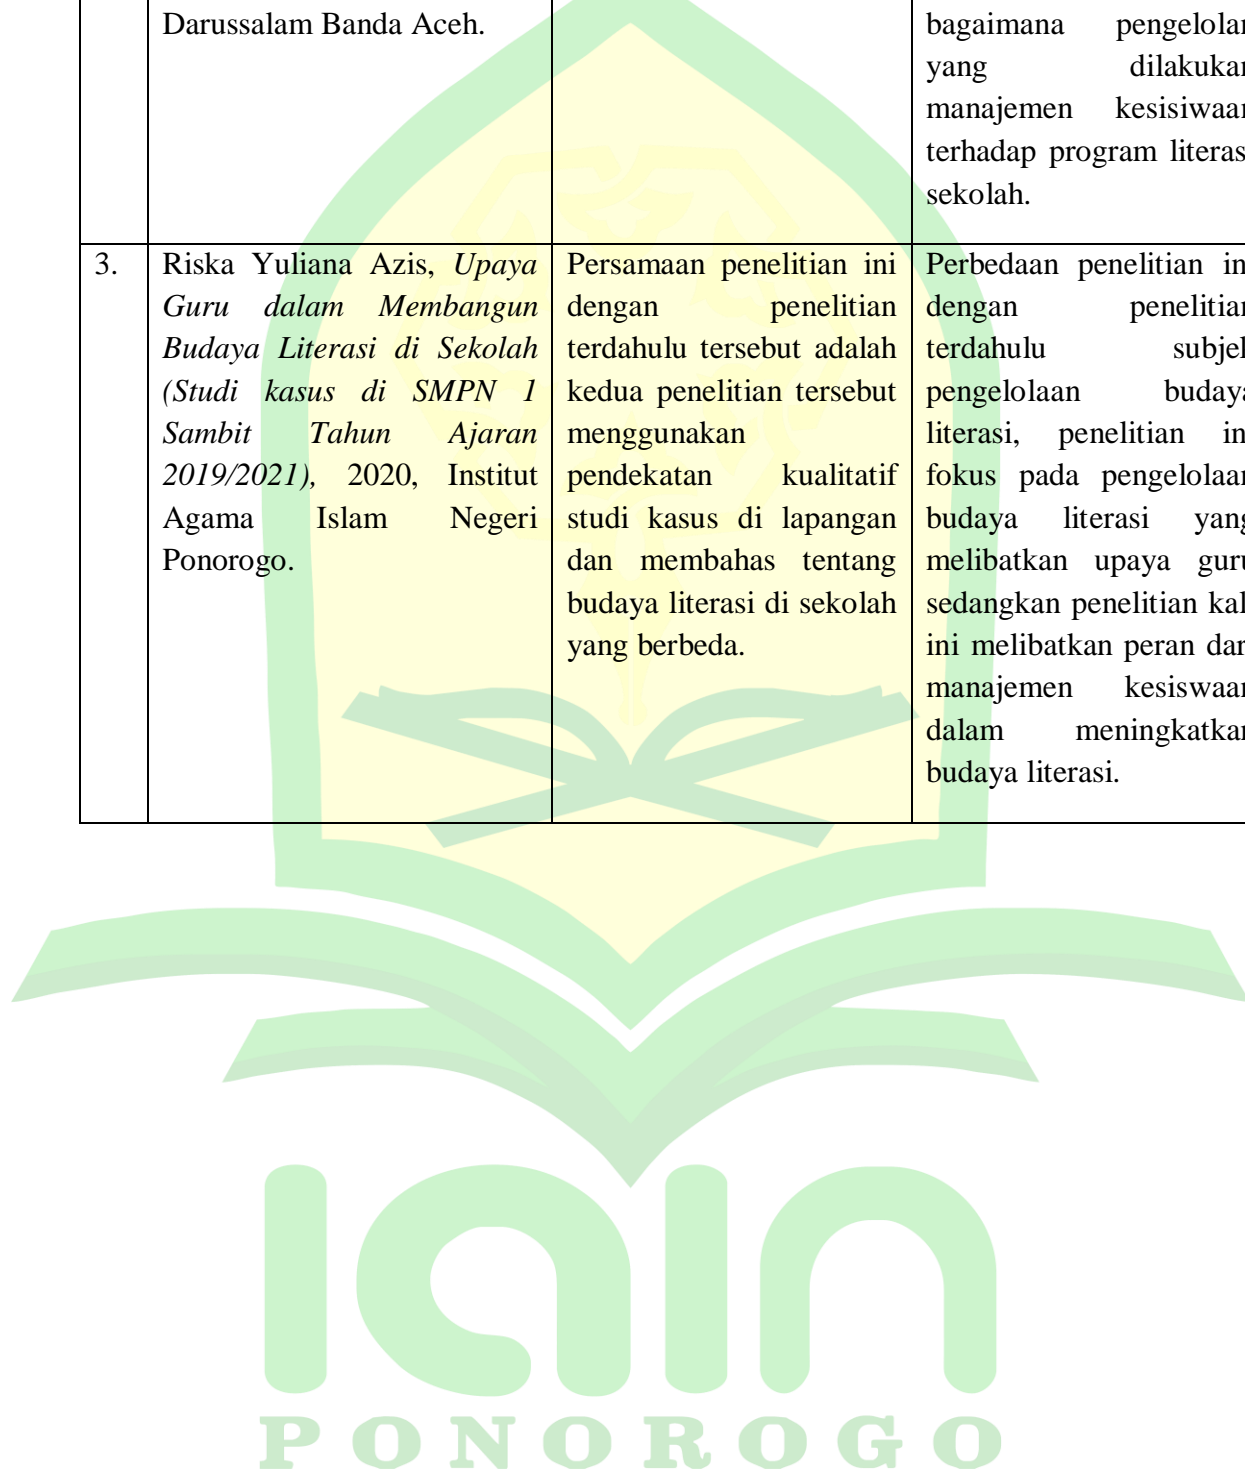 Darussalam Banda Aceh.
bagaimana pengelolan
yang dilakukan
manajemen kesisiwaan
terhadap program literasi
sekolah.
3.
Riska Yuliana Azis, Upaya
Guru dalam Membangun
Budaya Literasi di Sekolah
(Studi kasus di SMPN 1
Sambit Tahun Ajaran
2019/2021), 2020, Institut
Agama Islam Negeri
Ponorogo.
Persamaan penelitian ini
dengan penelitian
terdahulu tersebut adalah
kedua penelitian tersebut
menggunakan
pendekatan kualitatif
studi kasus di lapangan
dan membahas tentang
budaya literasi di sekolah
yang berbeda.
Perbedaan penelitian ini
dengan penelitian
terdahulu subjek
pengelolaan budaya
literasi, penelitian ini
fokus pada pengelolaan
budaya literasi yang
melibatkan upaya guru
sedangkan penelitian kali
ini melibatkan peran dari
manajemen kesiswaan
dalam meningkatkan
budaya literasi.
iain
PONOROGO